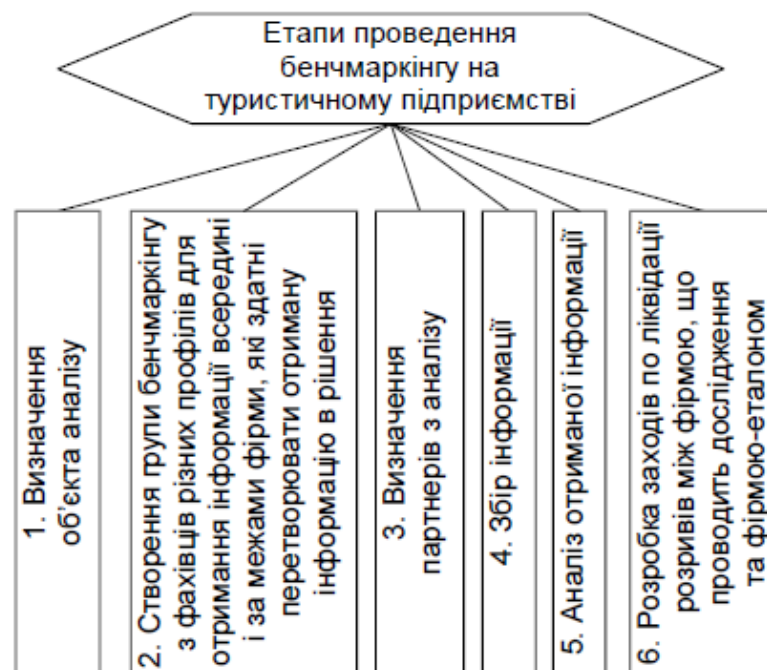 Етапи проведення
бенчмаркінгу на
туристичному підприємстві
1. Визначення
об'єкта аналізу
2. Створення групи бенчмаркінгу
з фахівців різних профілів для
отримання інформації всередині
і за межами фірми, які здатні
перетворювати отриману
інформацію в рішення
3. Визначення
партнерів з аналізу
4. Збір інформації
5. Аналіз отриманої інформації
6. Розробка заходів по ліквідації
розривів між фірмою, що
проводить дослідження
та фірмою-еталоном